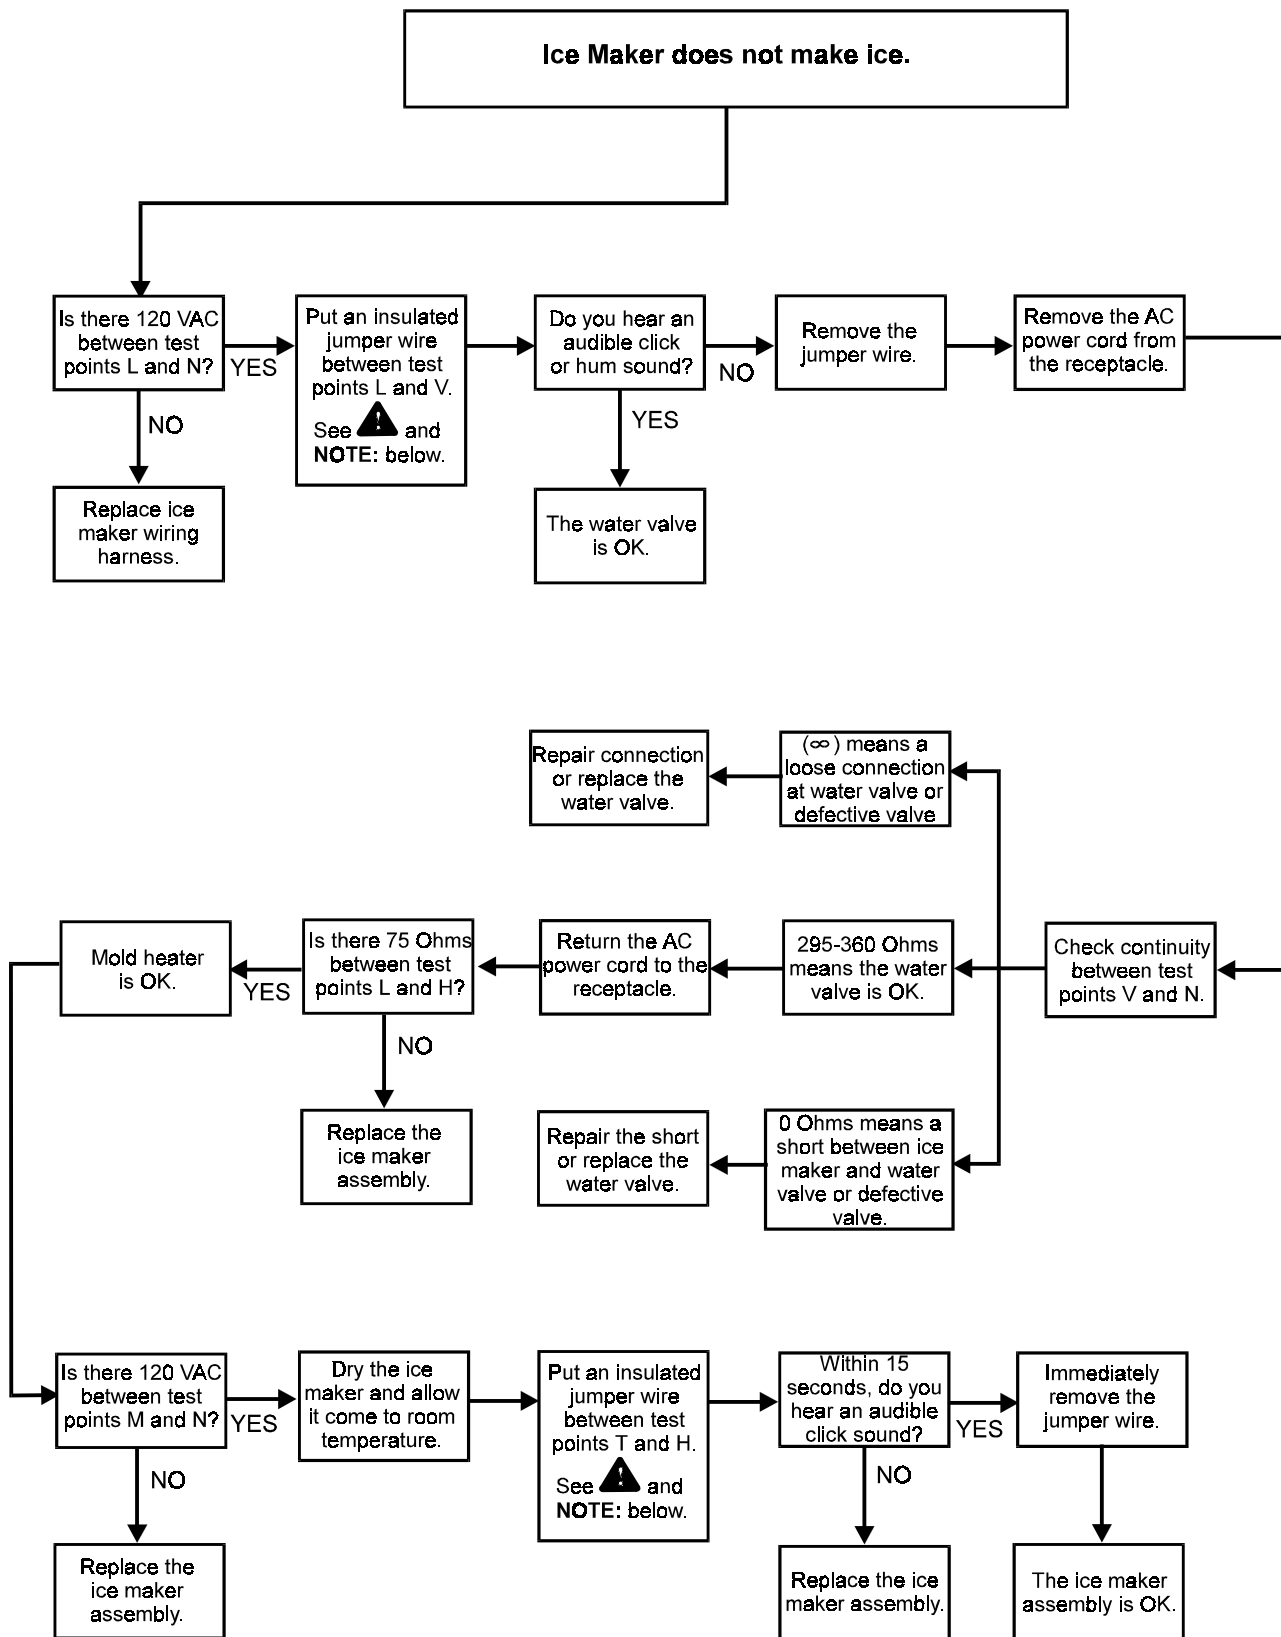 Ice Maker does not make ice.
Is there 120 VAC
between test
points L and N?
YES
NO
Replace ice
maker wiring
harness.
Put an insulated
jumper wire
between test
points L and V.
See ! and
NOTE: below.
Do you hear an
audible click
or hum sound?
NO
YES
The water valve
is OK.
Remove the
jumper wire.
Remove the AC
power cord from
the receptacle.
Check continuity
between test
points V and N.
(∞) means a
loose connection
at water valve or
defective valve
Repair connection
or replace the
water valve.
295-360 Ohms
means the water
valve is OK.
Return the AC
power cord to the
receptacle.
Is there 75 Ohms
between test
points L and H?
YES
NO
Mold heater
is OK.
Replace the
ice maker
assembly.
0 Ohms means a
short between ice
maker and water
valve or defective
valve.
Repair the short
or replace the
water valve.
Is there 120 VAC
between test
points M and N?
YES
NO
Replace the
ice maker
assembly.
Dry the ice
maker and allow
it come to room
temperature.
Put an insulated
jumper wire
between test
points T and H.
See ! and
NOTE: below.
Within 15
seconds, do you
hear an audible
click sound?
YES
NO
Replace the ice
maker assembly.
Immediately
remove the
jumper wire.
The ice maker
assembly is OK.